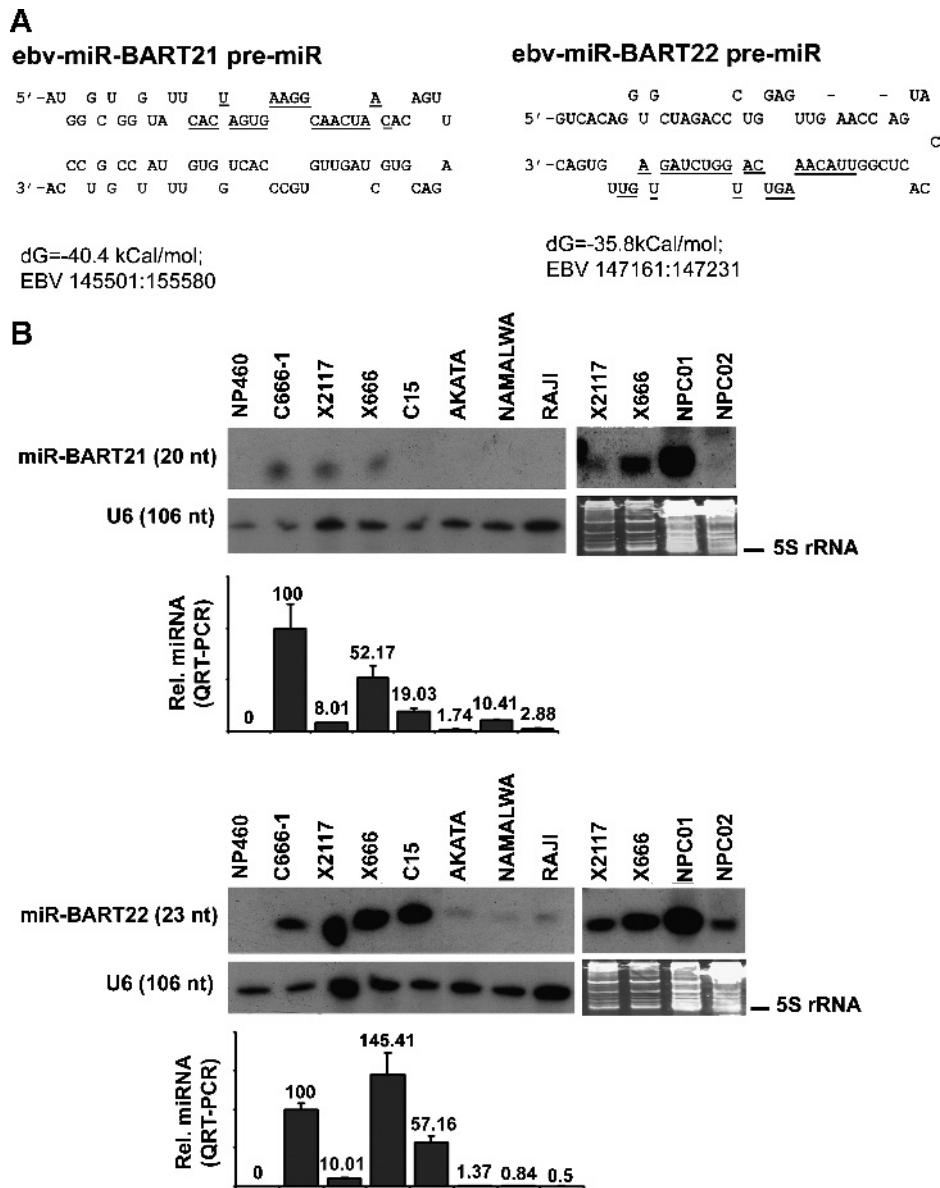 A
ebv-miR-BART21 pre-miR
5′-AU G U G UU U AAGG A AGU
GG C GG UA CAC AGUG CAACUAC AC U
CC G CC AU GUG UCAC GUUGAU GUG A
3′-AC U G U UU G CCGU C CAG
dG=-40.4 kCal/mol;
EBV 145501:155580
ebv-miR-BART22 pre-miR
G G C GAG - - UA
5′-GUCACAG U CUAGACC UG UUG AACC AG
C
3′-CAGUG A GAUCUGG AC AACAUUGGCUC
UUG U U UGA AC
dG=-35.8kCal/mol;
EBV 147161:147231
B
NP460 C666-1 X2117 X666 C15 AKATA NAMALWA RAJI X2117 X666 NPC01 NPC02
miR-BART21 (20 nt)
U6 (106 nt)
5S rRNA
Rel. miRNA
(QRT-PCR)
0 100 8.01 52.17 19.03 1.74 10.41 2.88
NP460 C666-1 X2117 X666 C15 AKATA NAMALWA RAJI X2117 X666 NPC01 NPC02
miR-BART22 (23 nt)
U6 (106 nt)
5S rRNA
Rel. miRNA
(QRT-PCR)
0 100 10.01 145.41 57.16 1.37 0.84 0.5